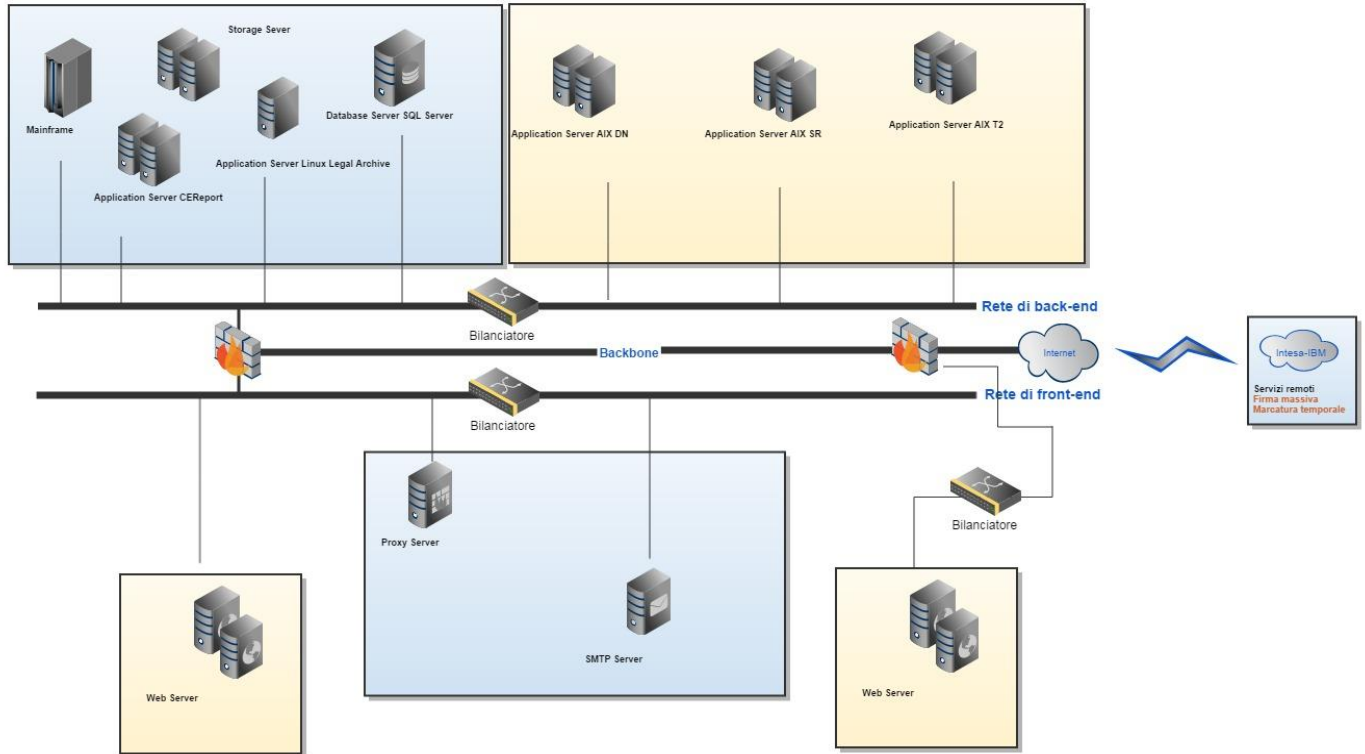 Storage Sever
Mainframe
Database Server SQL Server
Application Server Linux Legal Archive
Application Server CEReport
Application Server AIX DN
Application Server AIX SR
Application Server AIX T2
Rete di back-end
Bilanciatore
Backbone
Internet
Intesa-IBM
Servizi remoti
Firma massiva
Marcatura temporale
Rete di front-end
Bilanciatore
Bilanciatore
Proxy Server
SMTP Server
Web Server
Web Server